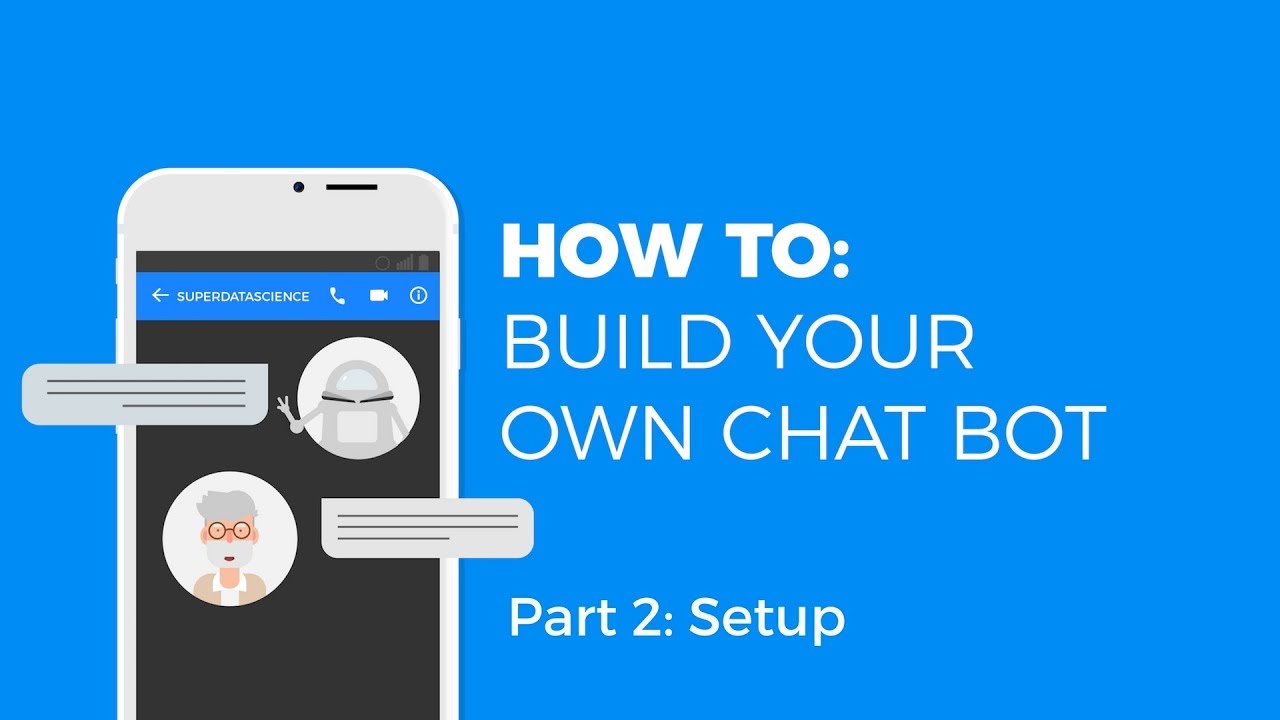 SUPERDATASCIENCE
HOW TO:
BUILD YOUR
OWN CHAT BOT
Part 2: Setup